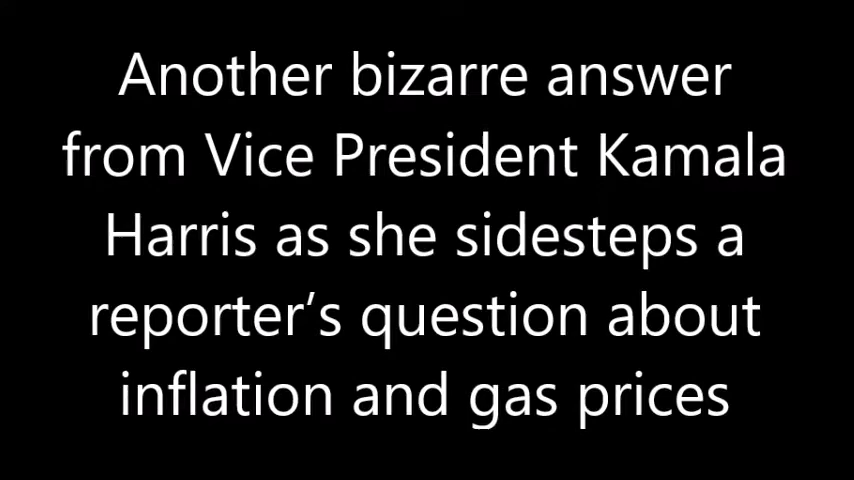 Another bizarre answer
from Vice President Kamala
Harris as she sidesteps a
reporter’s question about
inflation and gas prices